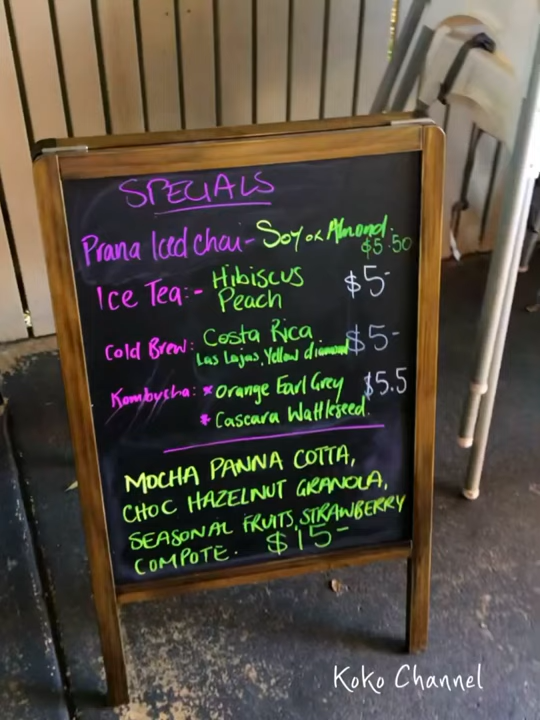 SPECIALS
Prana Iced chai - Soy or Almond.
$5.50
Ice Tea:- Hibiscus
Peach $5-
Cold Brew: Costa Rica
Las Lajas, Yellow diamond $5-
Kombucha: * Orange Earl Grey $5.5
* Cascara Wattleseed.
MOCHA PANNA COTTA,
CHOC HAZELNUT GRANOLA,
SEASONAL FRUITS, STRAWBERRY
COMPOTE. $15-
Koko Channel